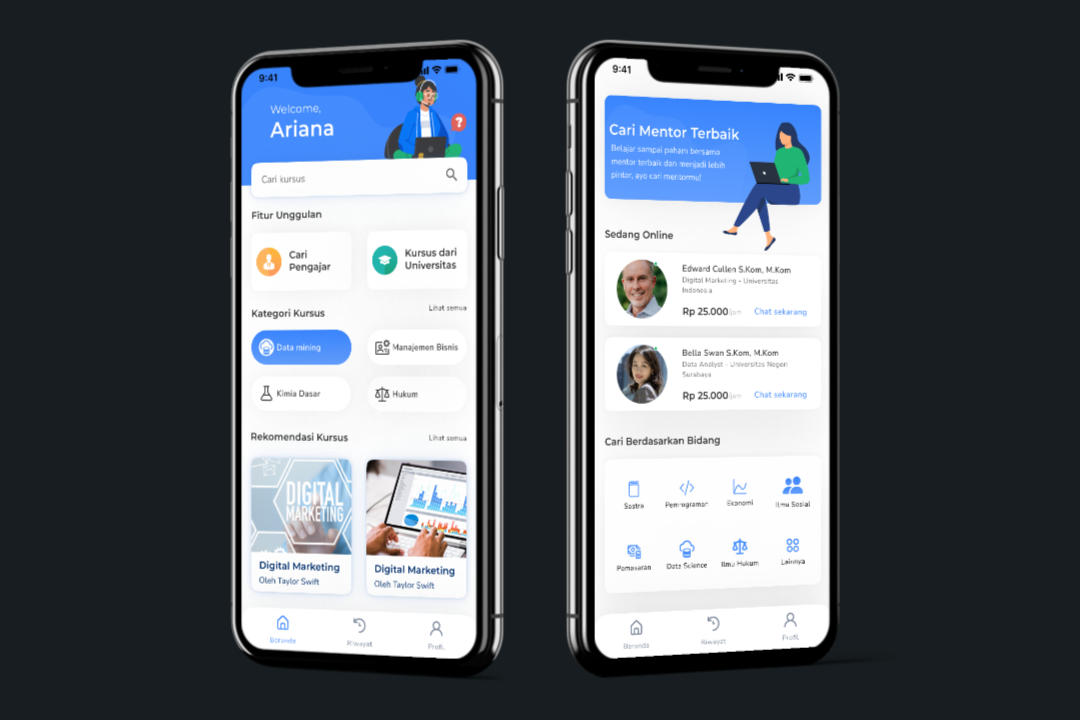 9:41
Welcome,
Ariana
?
Cari kursus
Fitur Unggulan
Cari
Pengajar
Kursus dari
Universitas
Kategori Kursus
Lihat semua
Data mining
Manajemen Bisnis
Kimia Dasar
Hukum
Rekomendasi Kursus
Lihat semua
DIGITAL
MARKETING
Digital Marketing
Oleh Taylor Swift
Digital Marketing
Oleh Taylor Swift
Beranda
Riwayat
Profil
9:41
Cari Mentor Terbaik
Belajar sampai paham bersama
mentor terbaik dan menjadi lebih
pintar, ayo cari mentormu!
Sedang Online
Edward Cullen S.Kom, M.Kom
Digital Marketing - Universitas
Indonesia
Rp 25.000/jam
Chat sekarang
Bella Swan S.Kom, M.Kom
Data Analyst - Universitas Negeri
Surabaya
Rp 25.000/jam
Chat sekarang
Cari Berdasarkan Bidang
Sastra
Pemrograman
Ekonomi
Ilmu Sosial
Pemasaran
Data Science
Ilmu Hukum
Lainnya
Beranda
Riwayat
Profil